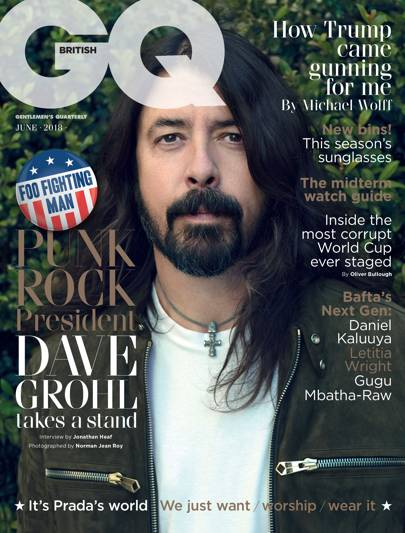 GQ
BRITISH
GENTLEMEN'S QUARTERLY
JUNE · 2018
How Trump
came
gunning
for me
By Michael Wolff
New bins!
This season's
sunglasses
The midterm
watch guide
Inside the
most corrupt
World Cup
ever staged
By Oliver Bullough
Bafta's
Next Gen:
Daniel
Kaluuya
Letitia
Wright
Gugu
Mbatha-Raw
FOO FIGHTING
MAN
PUNK
ROCK
President
DAVE
GROHL
takes a stand
Interview by Jonathan Heaf
Photographed by Norman Jean Roy
★ It's Prada's world We just want / worship / wear it ★